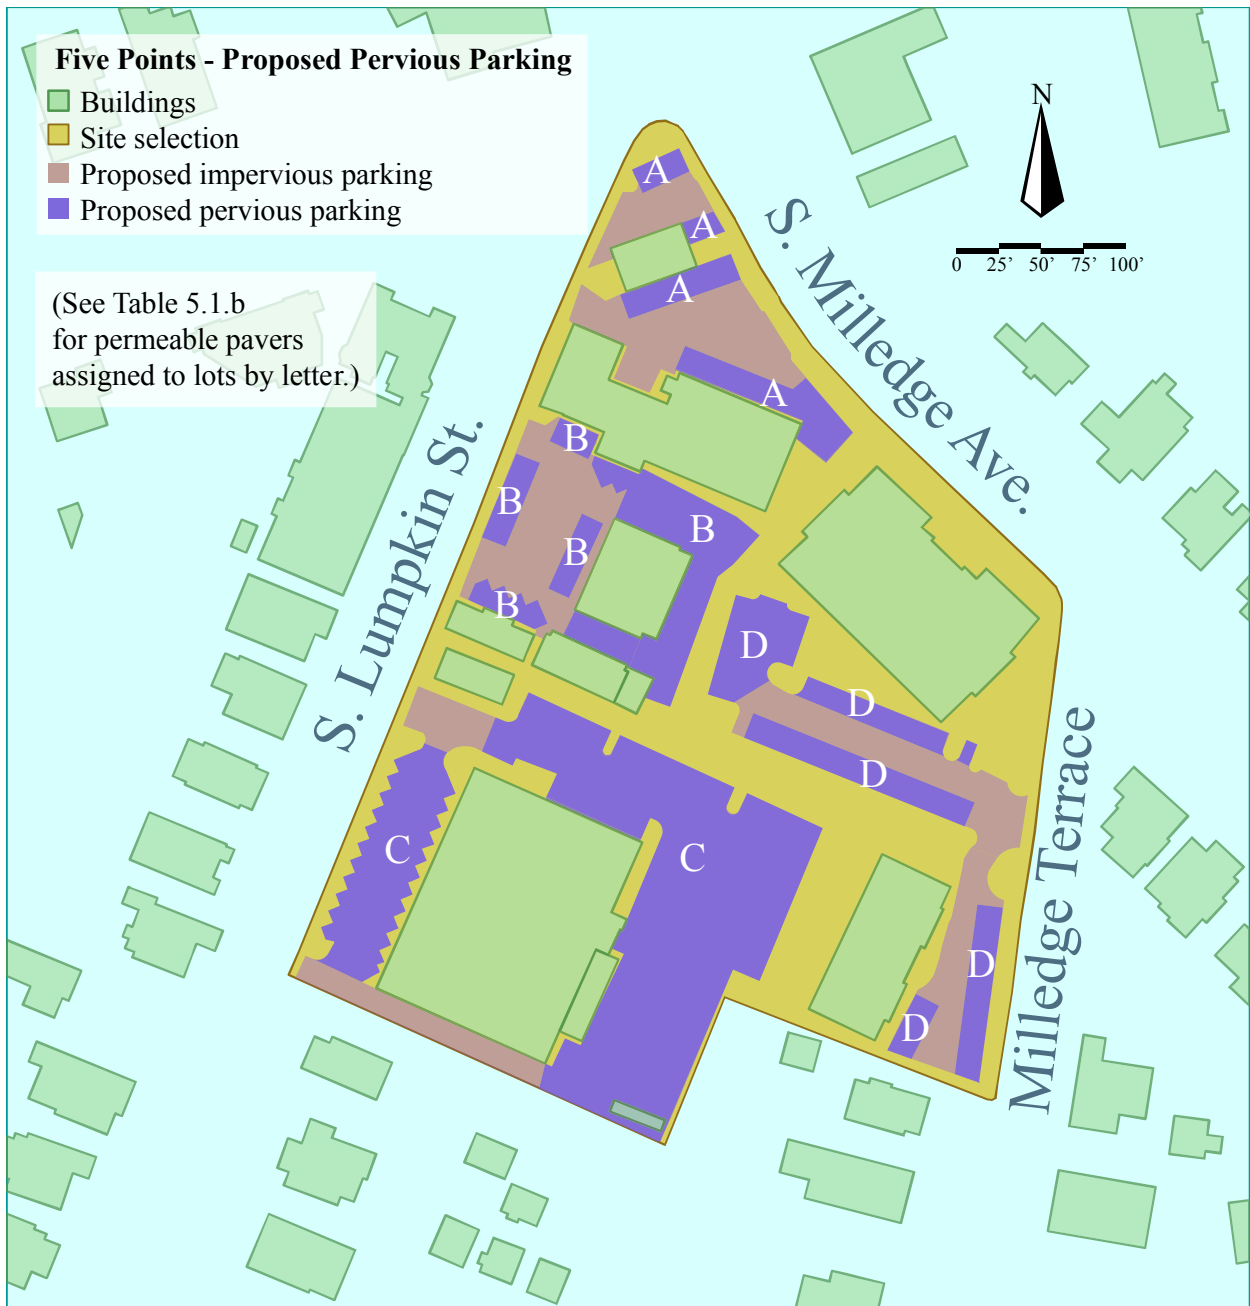 Five Points - Proposed Pervious Parking
Buildings
Site selection
Proposed impervious parking
Proposed pervious parking
(See Table 5.1.b
for permeable pavers
assigned to lots by letter.)
N
0 25' 50' 75' 100'
S. Milledge Ave.
S. Lumpkin St.
Milledge Terrace
A
A
A
A
B
B
B
B
B
D
D
D
C
C
D
D